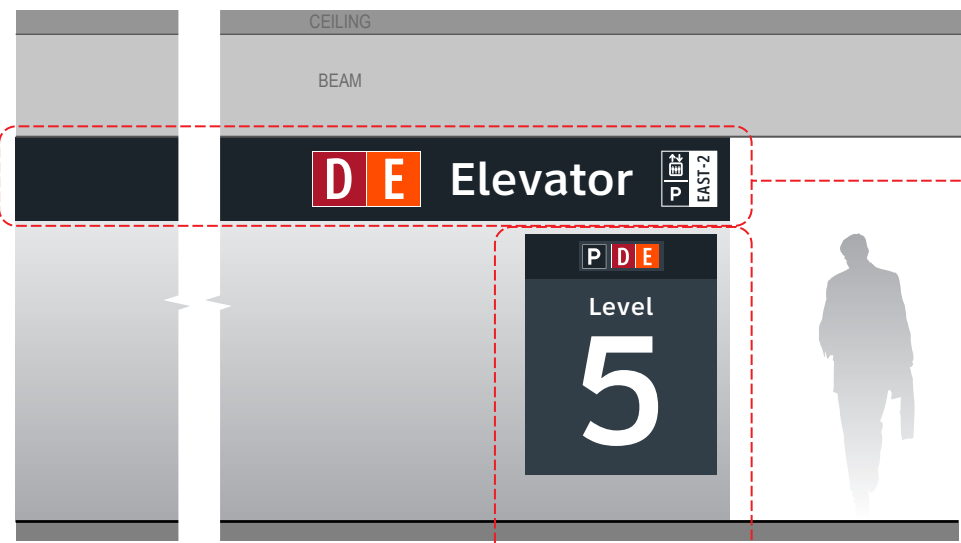 CEILING
BEAM
D E Elevator P EAST-2
P D E
Level
5